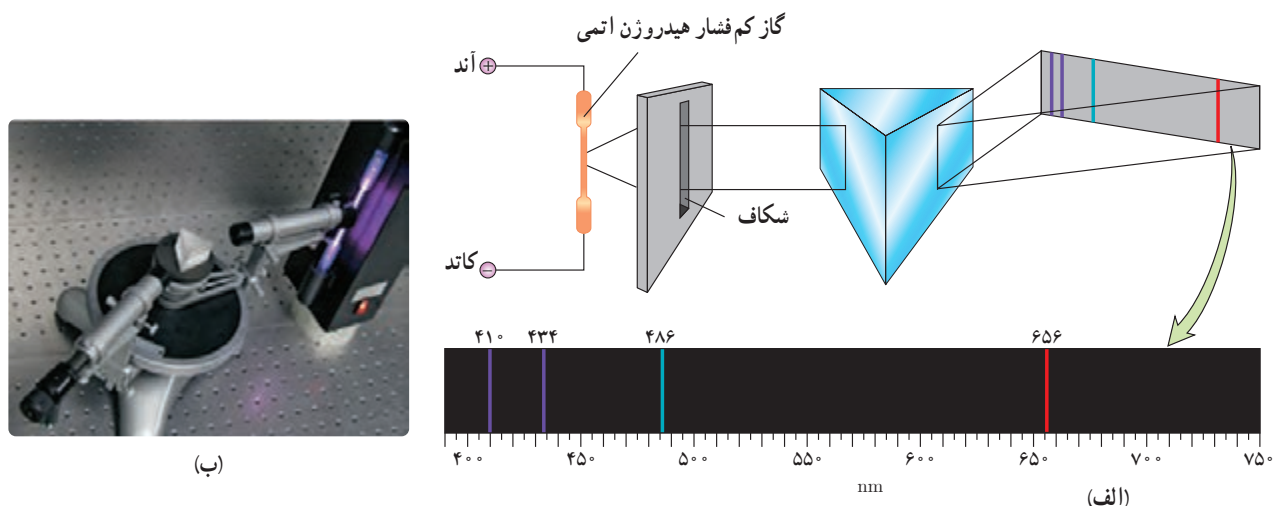 گاز کم‌فشار هیدروژن اتمی
آند
+
شکاف
کاتد
−
۴۱۰ ۴۳۴ ۴۸۶ ۶۵۶
۴۰۰ ۴۵۰ ۵۰۰ ۵۵۰ ۶۰۰ ۶۵۰ ۷۰۰ ۷۵۰
nm
(الف)
(ب)